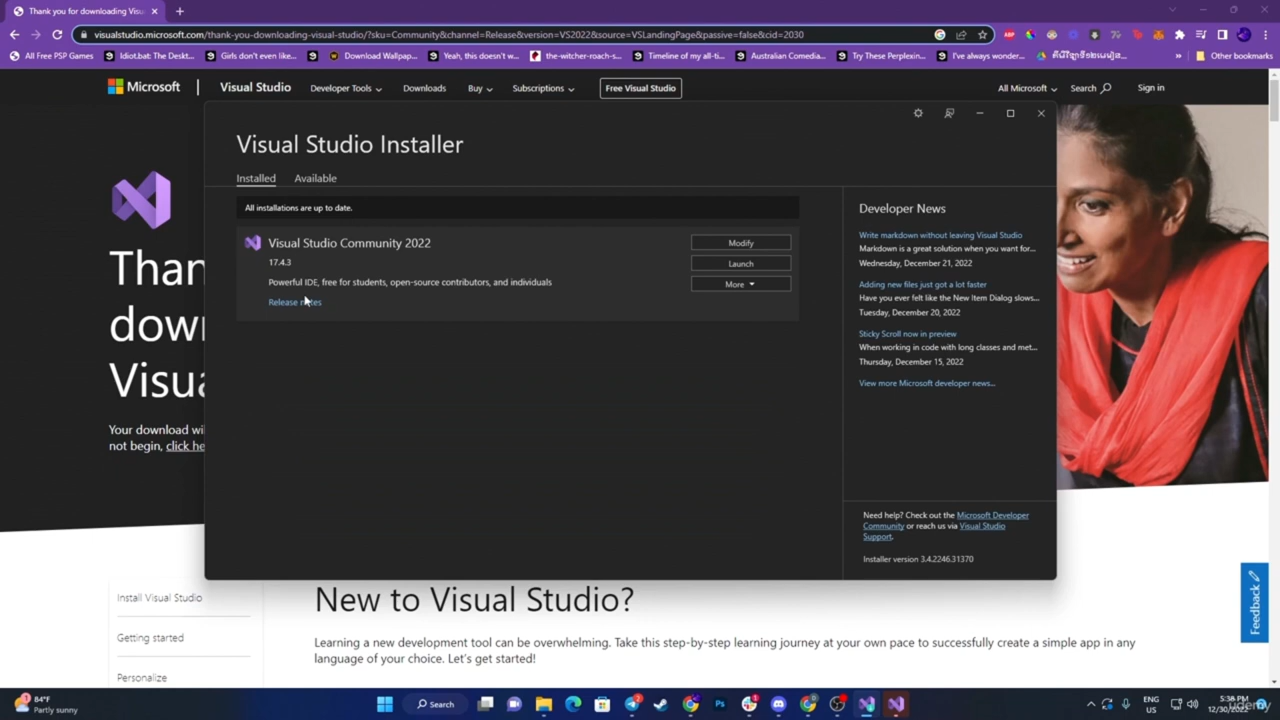 Thank you for downloading Visual
visualstudio.microsoft.com/thank-you-downloading-visual-studio/?sku=Community&channel=Release&version=VS2022&source=VSLandingPage&passive=false&cid=2030
ABP
All Free PSP Games
Idiot.bat: The Deskt...
Girls don't even like...
Download Wallpap...
Yeah, this doesn't w...
the-witcher-roach-s...
Timeline of my all-ti...
Australian Comedia...
Try These Perplexin...
I've always wonder...
Other bookmarks
Microsoft
Visual Studio
Developer Tools
Downloads
Buy
Subscriptions
Free Visual Studio
All Microsoft
Search
Sign in
Visual Studio Installer
Installed
Available
All installations are up to date.
Visual Studio Community 2022
17.4.3
Powerful IDE, free for students, open-source contributors, and individuals
Release notes
Modify
Launch
More
Developer News
Write markdown without leaving Visual Studio
Markdown is a great solution when you want for...
Wednesday, December 21, 2022
Adding new files just got a lot faster
Have you ever felt like the New Item Dialog slows...
Tuesday, December 20, 2022
Sticky Scroll now in preview
When working in code with long classes and met...
Thursday, December 15, 2022
View more Microsoft developer news...
Need help? Check out the Microsoft Developer
Community or reach us via Visual Studio
Support.
Installer version 3.4.2246.31370
Than
dow
Visua
Your download wi
not begin, click he
Feedback
Install Visual Studio
Getting started
Personalize
New to Visual Studio?
Learning a new development tool can be overwhelming. Take this step-by-step learning journey at your own pace to successfully create a simple app in any
language of your choice. Let's get started!
84°F
Partly sunny
Search
ENG
US
5:38 PM
12/30/2022
udemy